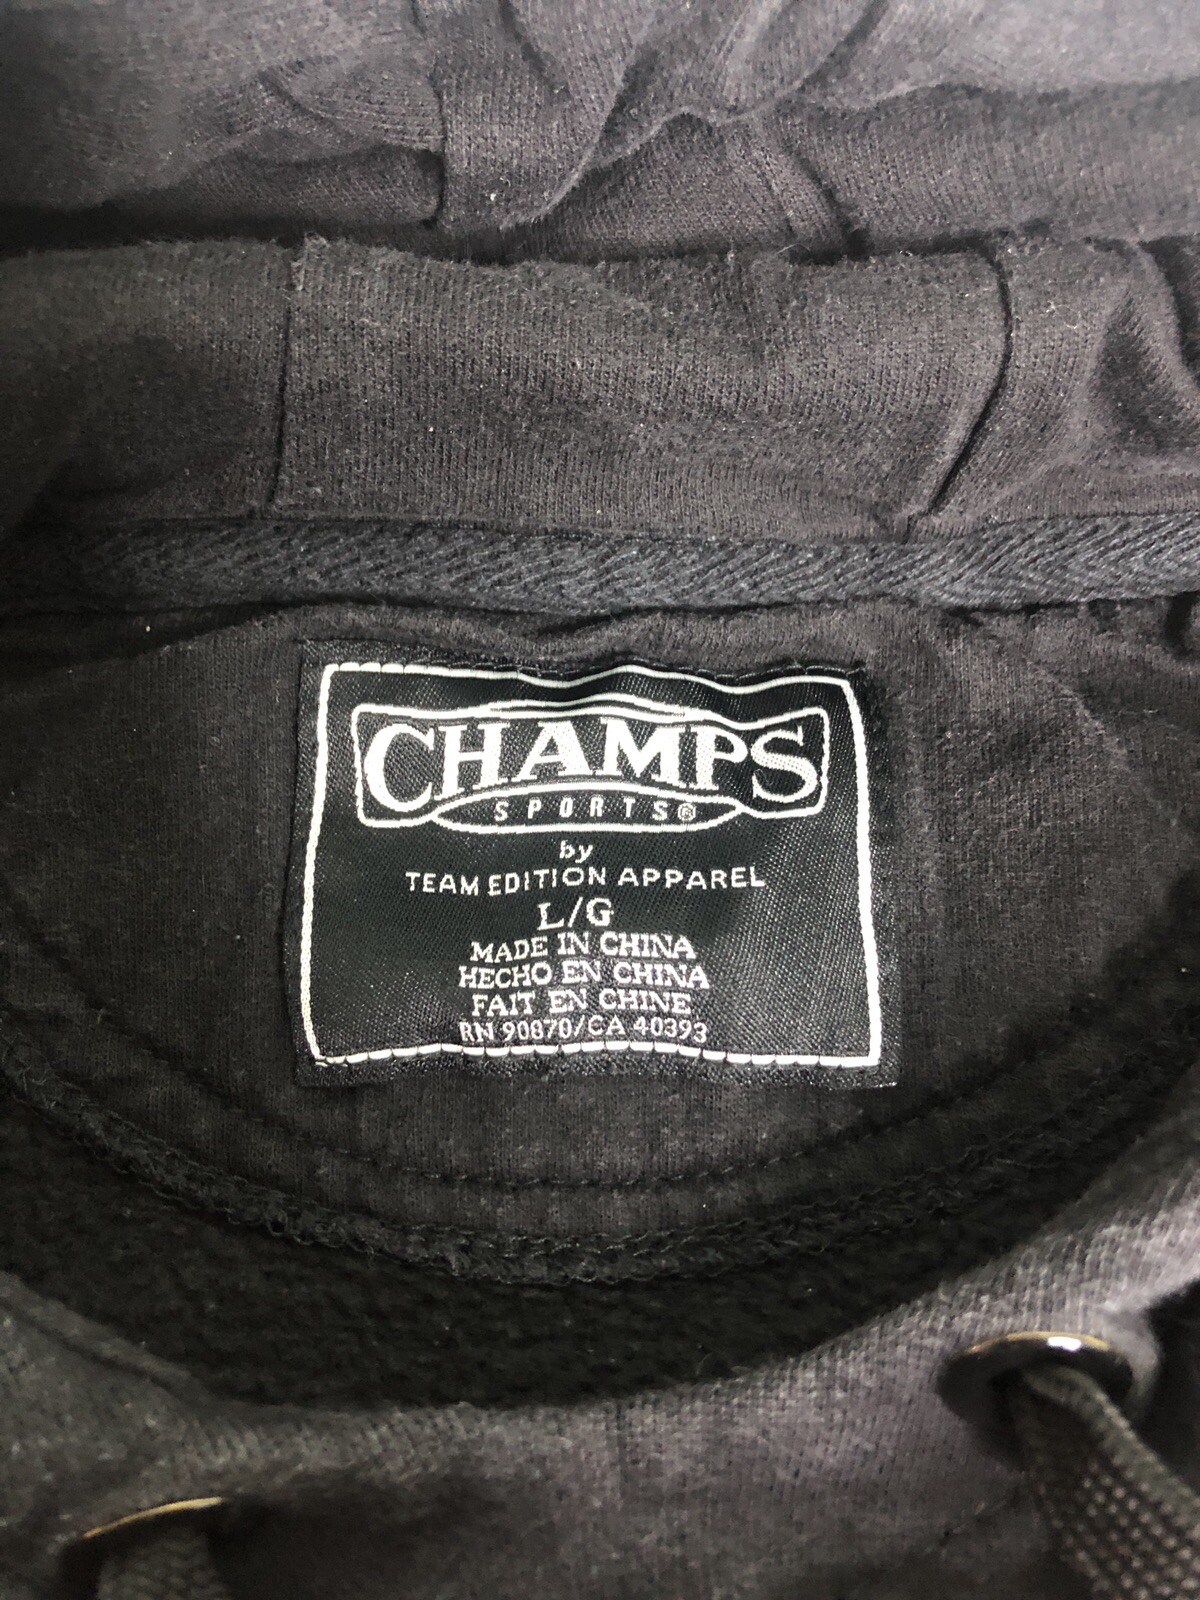 CHAMPS
SPORTS®
by
TEAM EDITION APPAREL
L/G
MADE IN CHINA
HECHO EN CHINA
FAIT EN CHINE
RN 90870/CA 40393